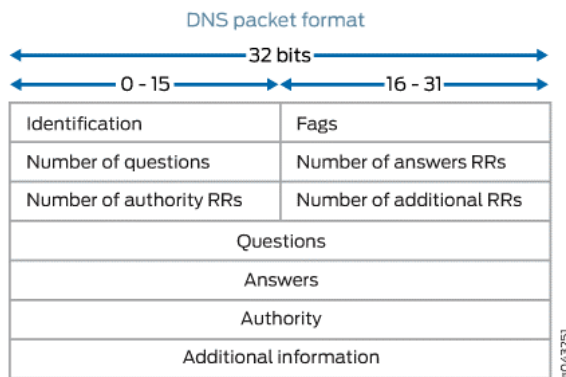 DNS packet format
32 bits
0 - 15 16 - 31
Identification Fags
Number of questions Number of answers RRs
Number of authority RRs Number of additional RRs
Questions
Answers
Authority
Additional information
g043251